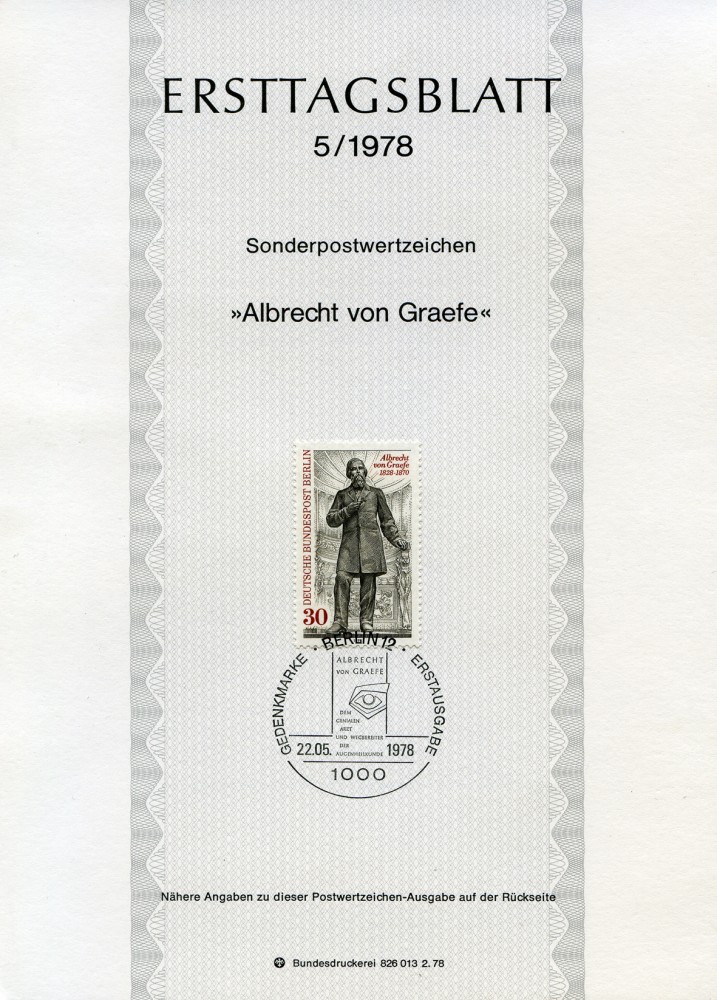 ERSTTAGSBLATT
5/1978
Sonderpostwertzeichen
»Albrecht von Graefe«
Albrecht
von Graefe
1828-1870
DEUTSCHE BUNDESPOST BERLIN
30
GEDENKMARKE · BERLIN 12 · ERSTAUSGABE
ALBRECHT
VON GRAEFE
DEM
GENIALEN
ARZT
UND WEGBEREITER
DER
AUGENHEILKUNDE
22.05. 1978
1000
Nähere Angaben zu dieser Postwertzeichen-Ausgabe auf der Rückseite
Bundesdruckerei 826 013 2.78